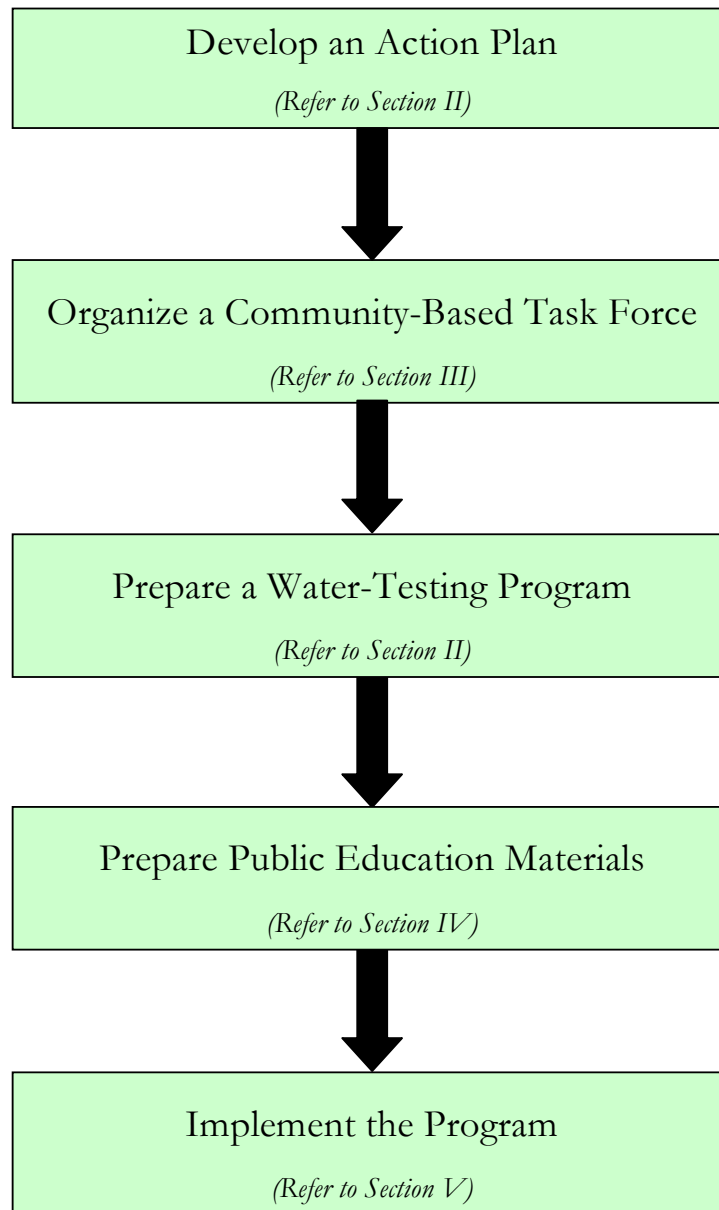 Develop an Action Plan
(Refer to Section II)
Organize a Community-Based Task Force
(Refer to Section III)
Prepare a Water-Testing Program
(Refer to Section II)
Prepare Public Education Materials
(Refer to Section IV)
Implement the Program
(Refer to Section V)